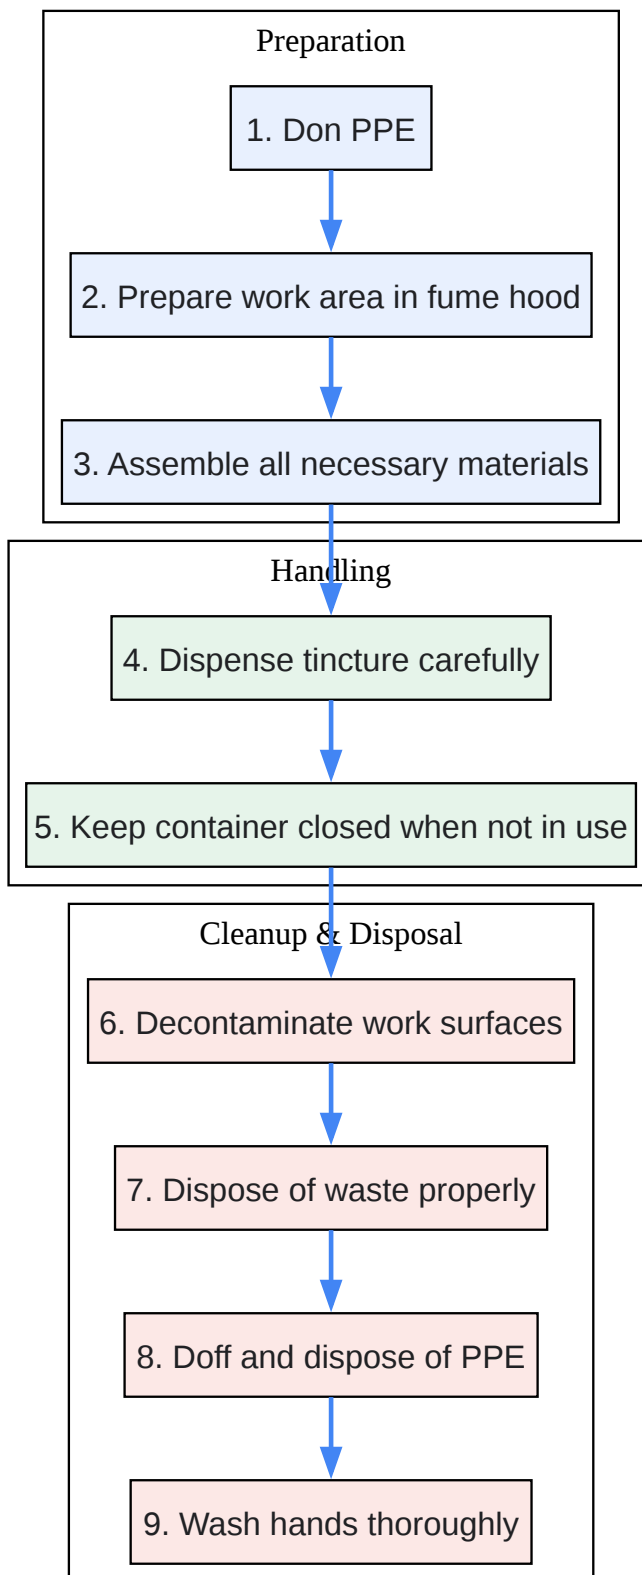 Preparation
1. Don PPE
2. Prepare work area in fume hood
3. Assemble all necessary materials
Handling
4. Dispense tincture carefully
5. Keep container closed when not in use
Cleanup & Disposal
6. Decontaminate work surfaces
7. Dispose of waste properly
8. Doff and dispose of PPE
9. Wash hands thoroughly